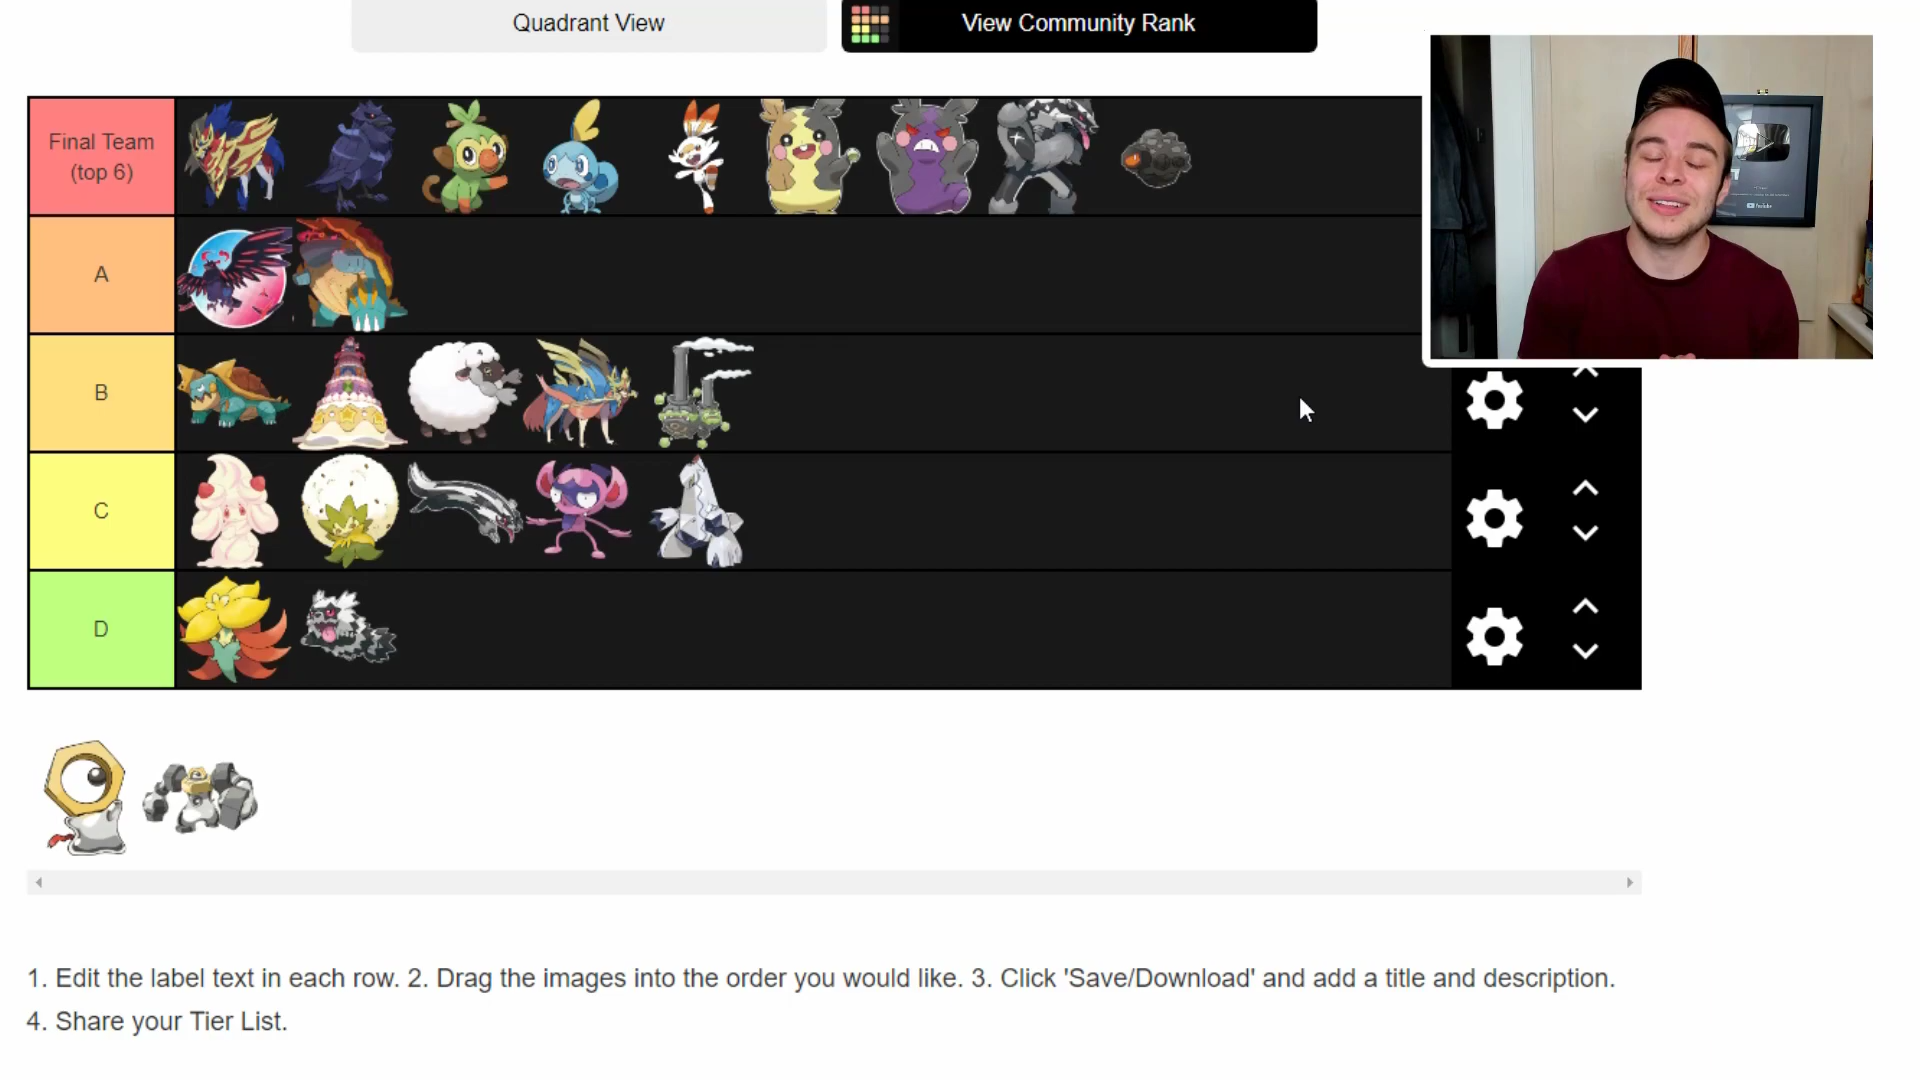 Quadrant View
View Community Rank
Final Team
(top 6)
YouTube
A
B
C
D
1. Edit the label text in each row. 2. Drag the images into the order you would like. 3. Click 'Save/Download' and add a title and description.
4. Share your Tier List.